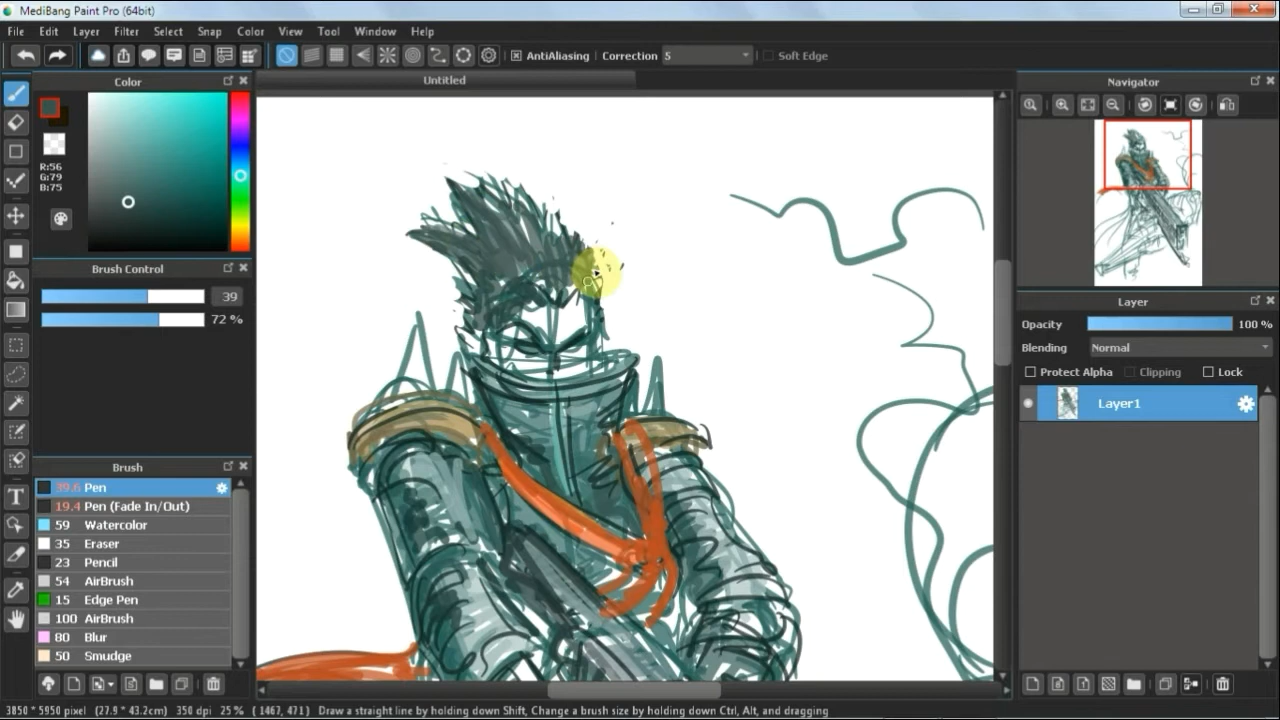 MediBang Paint Pro (64bit)
File Edit Layer Filter Select Snap Color View Tool Window Help
AntiAliasing Correction 5 Soft Edge
Color
Untitled
Navigator
R:56
G:79
B:75
Brush Control
39
72 %
Layer
Opacity 100 %
Blending Normal
Protect Alpha Clipping Lock
Layer1
Brush
39.6 Pen
19.4 Pen (Fade In/Out)
59 Watercolor
35 Eraser
23 Pencil
54 AirBrush
15 Edge Pen
100 AirBrush
80 Blur
50 Smudge
T
3850 * 5950 pixel (27.9 * 43.2cm) 350 dpi 25 % ( 1467, 471 ) Draw a straight line by holding down Shift, Change a brush size by holding down Ctrl, Alt, and dragging